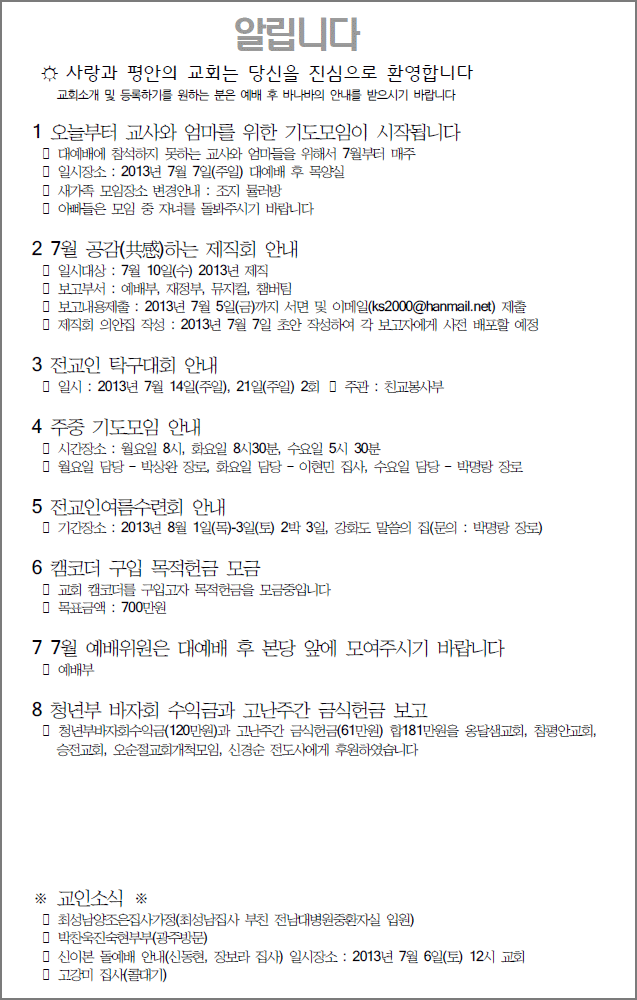 알립니다
☼ 사랑과 평안의 교회는 당신을 진심으로 환영합니다
교회소개 및 등록하기를 원하는 분은 예배 후 바나바의 안내를 받으시기 바랍니다
1 오늘부터 교사와 엄마를 위한 기도모임이 시작됩니다
▯ 대예배에 참석하지 못하는 교사와 엄마들을 위해서 7월부터 매주
▯ 일시장소 : 2013년 7월 7일(주일) 대예배 후 목양실
▯ 새가족 모임장소 변경안내 : 조지 뮬러방
▯ 아빠들은 모임 중 자녀를 돌봐주시기 바랍니다
2 7월 공감(共感)하는 제직회 안내
▯ 일시대상 : 7월 10일(수) 2013년 제직
▯ 보고부서 : 예배부, 재정부, 뮤지컬, 챔버팀
▯ 보고내용제출 : 2013년 7월 5일(금)까지 서면 및 이메일(ks2000@hanmail.net) 제출
▯ 제직회 의안집 작성 : 2013년 7월 7일 초안 작성하여 각 보고자에게 사전 배포할 예정
3 전교인 탁구대회 안내
▯ 일시 : 2013년 7월 14일(주일), 21일(주일) 2회 ▯ 주관 : 친교봉사부
4 주중 기도모임 안내
▯ 시간장소 : 월요일 8시, 화요일 8시30분, 수요일 5시 30분
▯ 월요일 담당 - 박상완 장로, 화요일 담당 - 이현민 집사, 수요일 담당 - 박명랑 장로
5 전교인여름수련회 안내
▯ 기간장소 : 2013년 8월 1일(목)-3일(토) 2박 3일, 강화도 말씀의 집(문의 : 박명랑 장로)
6 캠코더 구입 목적헌금 모금
▯ 교회 캠코더를 구입고자 목적헌금을 모금중입니다
▯ 목표금액 : 700만원
7 7월 예배위원은 대예배 후 본당 앞에 모여주시기 바랍니다
▯ 예배부
8 청년부 바자회 수익금과 고난주간 금식헌금 보고
▯ 청년부바자회수익금(120만원)과 고난주간 금식헌금(61만원) 합181만원을 옹달샘교회, 참평안교회,
승전교회, 오순절교회개척모임, 신경순 전도사에게 후원하였습니다
※ 교인소식 ※
▯ 최성남양조은집사가정(최성남집사 부친 전남대병원중환자실 입원)
▯ 박찬욱진숙현부부(광주방문)
▯ 신이본 돌예배 안내(신동현, 장보라 집사) 일시장소 : 2013년 7월 6일(토) 12시 교회
▯ 고강미 집사(콜대기)